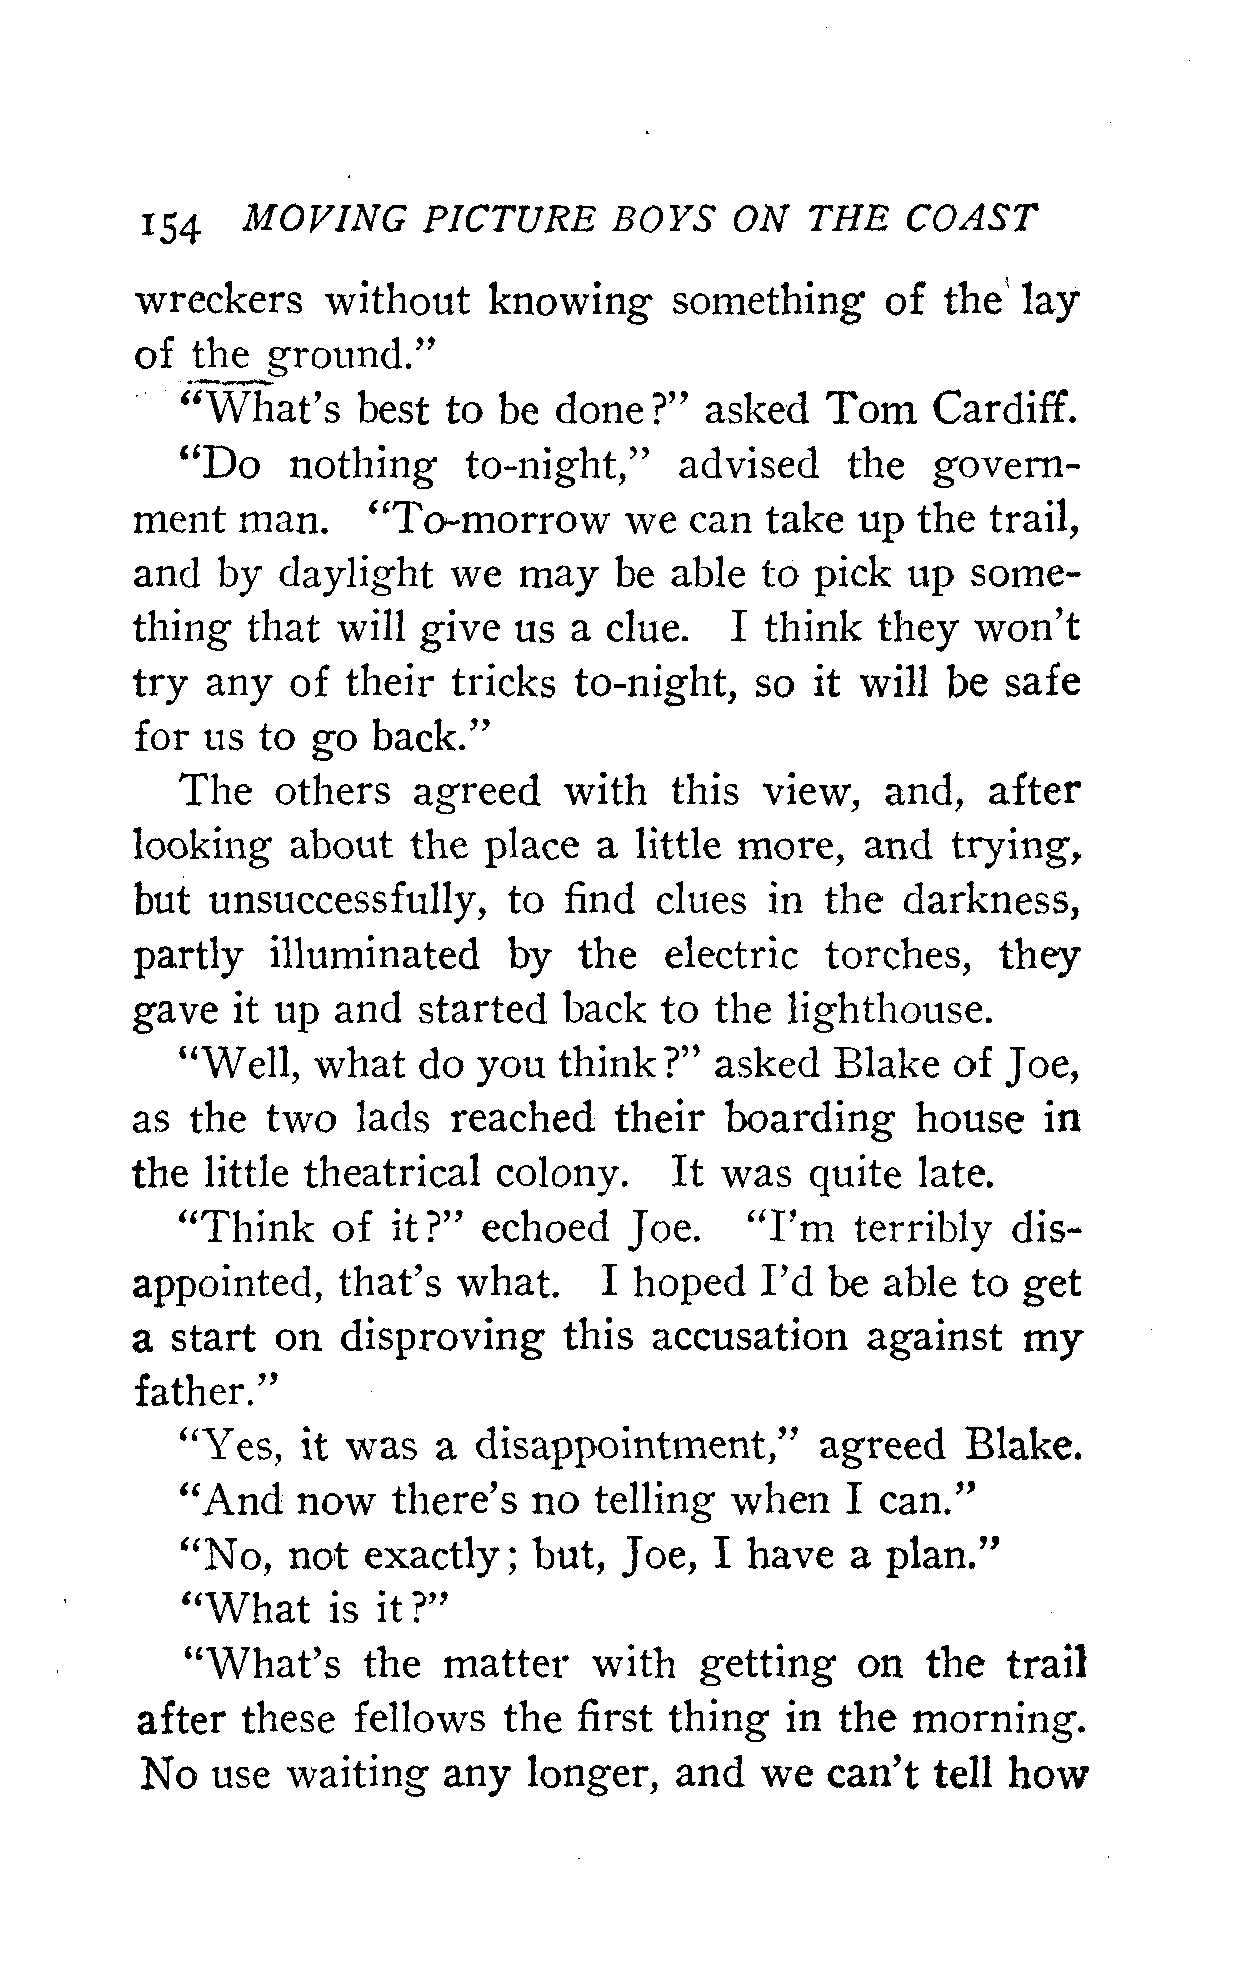 154 MOVING PICTURE BOYS ON THE COAST
wreckers without knowing something of the lay
of the ground."
"What's best to be done?" asked Tom Cardiff.
"Do nothing to-night," advised the govern-
ment man. "To-morrow we can take up the trail,
and by daylight we may be able to pick up some-
thing that will give us a clue. I think they won't
try any of their tricks to-night, so it will be safe
for us to go back."
The others agreed with this view, and, after
looking about the place a little more, and trying,
but unsuccessfully, to find clues in the darkness,
partly illuminated by the electric torches, they
gave it up and started back to the lighthouse.
"Well, what do you think?" asked Blake of Joe,
as the two lads reached their boarding house in
the little theatrical colony. It was quite late.
"Think of it?" echoed Joe. "I'm terribly dis-
appointed, that's what. I hoped I'd be able to get
a start on disproving this accusation against my
father."
"Yes, it was a disappointment," agreed Blake.
"And now there's no telling when I can."
"No, not exactly; but, Joe, I have a plan."
"What is it?"
"What's the matter with getting on the trail
after these fellows the first thing in the morning.
No use waiting any longer, and we can't tell how